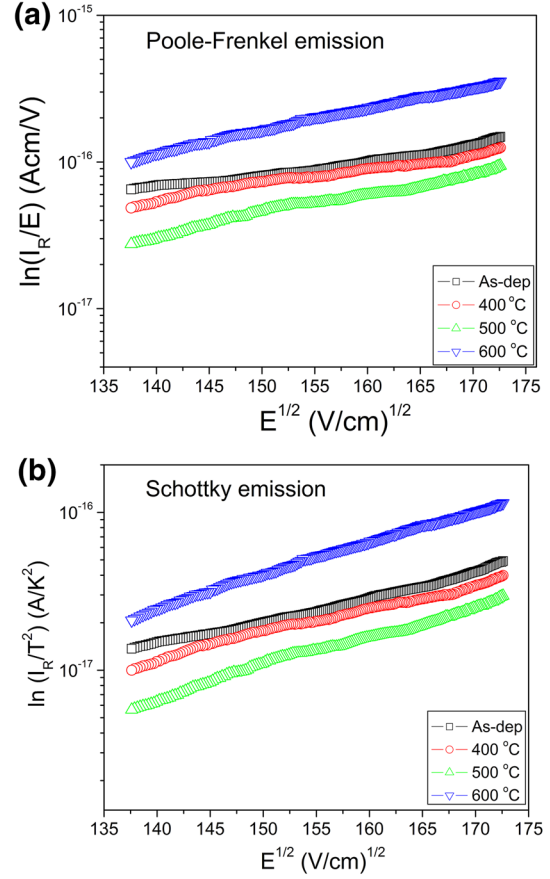 (a)
Poole-Frenkel emission
ln(I_R/E) (Acm/V)
10^-15
10^-16
10^-17
As-dep
400 °C
500 °C
600 °C
135 140 145 150 155 160 165 170 175
E^1/2 (V/cm)^1/2
(b)
Schottky emission
ln (I_R/T^2) (A/K^2)
10^-16
10^-17
As-dep
400 °C
500 °C
600 °C
135 140 145 150 155 160 165 170 175
E^1/2 (V/cm)^1/2